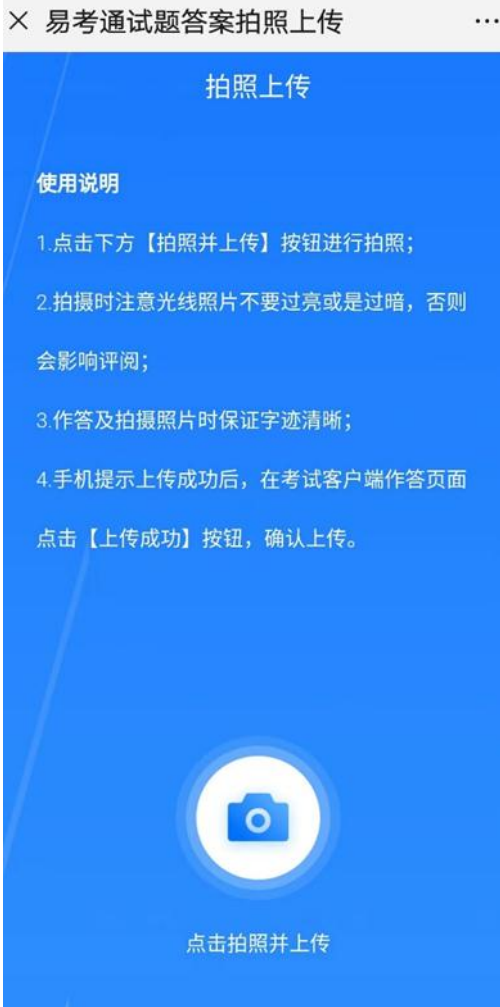 × 易考通试题答案拍照上传 ···
拍照上传
使用说明
1.点击下方【拍照并上传】按钮进行拍照；
2.拍摄时注意光线照片不要过亮或是过暗，否则
会影响评阅；
3.作答及拍摄照片时保证字迹清晰；
4.手机提示上传成功后，在考试客户端作答页面
点击【上传成功】按钮，确认上传。
点击拍照并上传